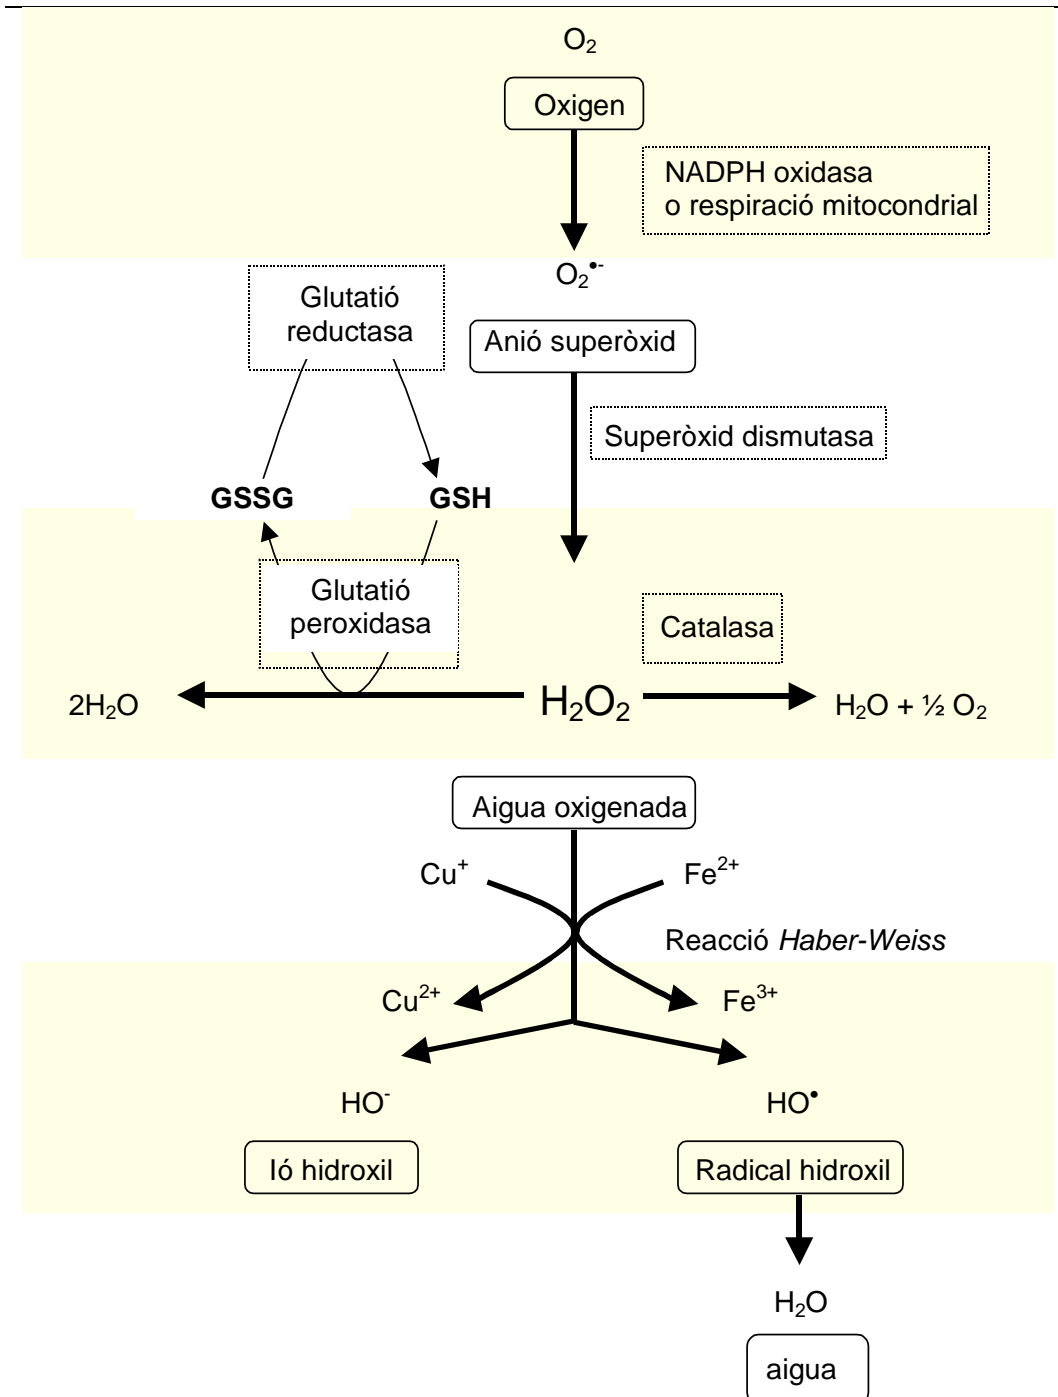 O₂
Oxigen
NADPH oxidasa
o respiració mitocondrial
O₂•-
Glutatió
reductasa
Anió superòxid
Superòxid dismutasa
GSSG
GSH
Glutatió
peroxidasa
Catalasa
2H₂O
H₂O₂
H₂O + ½ O₂
Aigua oxigenada
Cu⁺
Fe²⁺
Reacció Haber-Weiss
Cu²⁺
Fe³⁺
HO⁻
HO•
Ió hidroxil
Radical hidroxil
H₂O
aigua